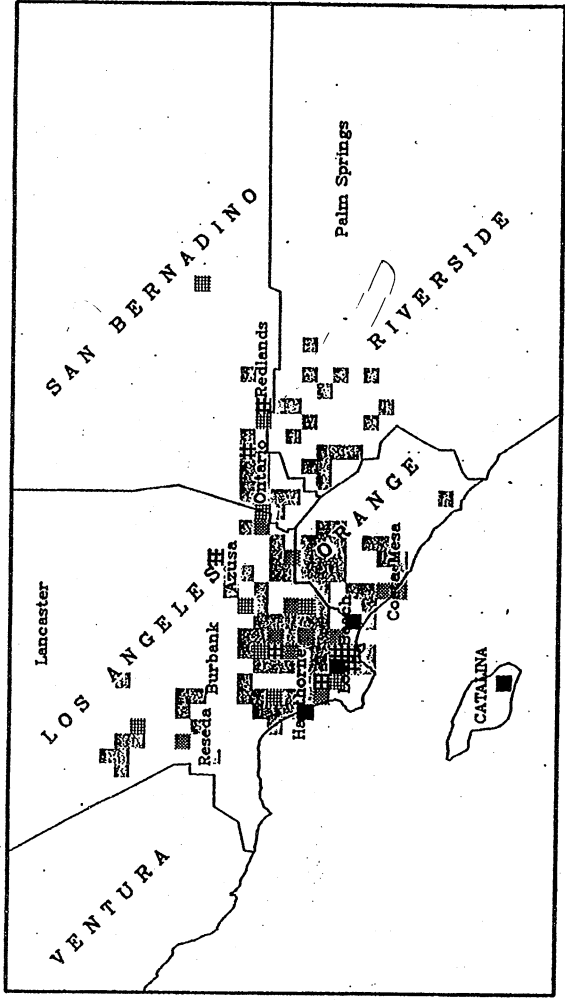 SAN BERNADINO
Lancaster
LOS ANGELES
VENTURA
Burbank
Reseda
Azusa
Ontario
Redlands
Palm Springs
RIVERSIDE
ORANGE
Costa Mesa
CATALINA